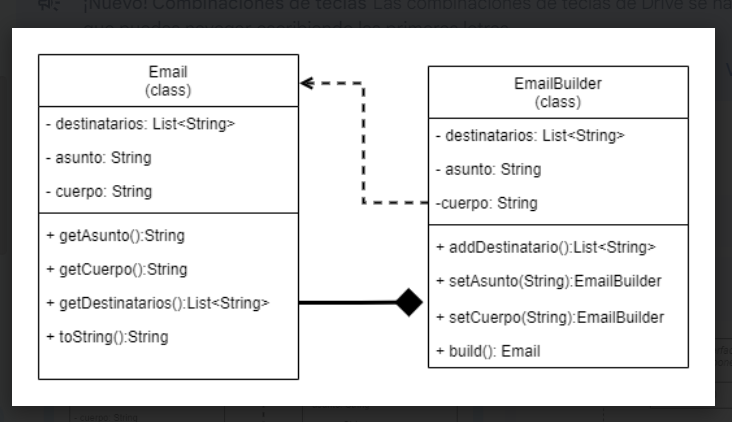 ¡Nuevo! Combinaciones de teclas Las combinaciones de teclas de Drive se ha
Email
(class)
- destinatarios: List<String>
- asunto: String
- cuerpo: String
+ getAsunto():String
+ getCuerpo():String
+ getDestinatarios():List<String>
+ toString():String
EmailBuilder
(class)
- destinatarios: List<String>
- asunto: String
-cuerpo: String
+ addDestinatario():List<String>
+ setAsunto(String):EmailBuilder
+ setCuerpo(String):EmailBuilder
+ build(): Email
- cuerpo: String